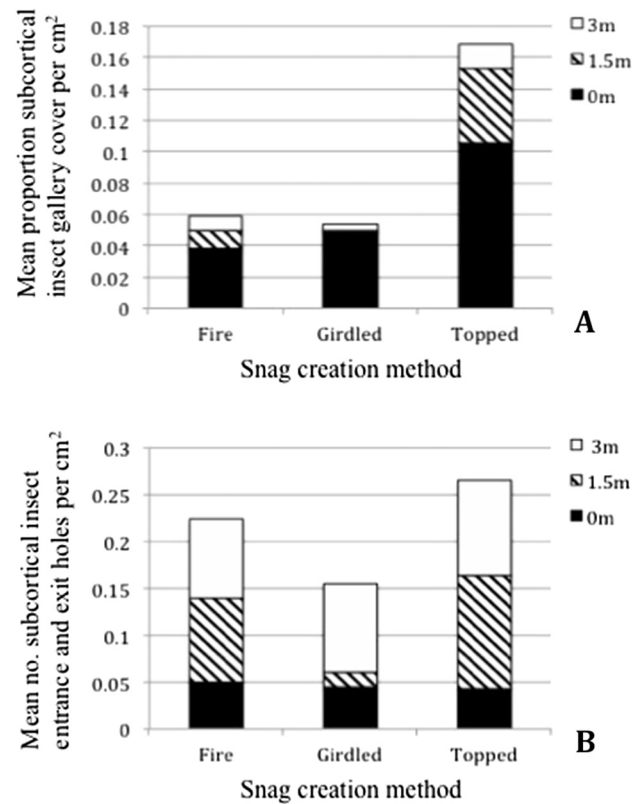 Mean proportion subcortical
insect gallery cover per cm2
0.18
0.16
0.14
0.12
0.1
0.08
0.06
0.04
0.02
0
Fire
Girdled
Topped
Snag creation method
3m
1.5m
0m
A
Mean no. subcortical insect
entrance and exit holes per cm2
0.3
0.25
0.2
0.15
0.1
0.05
0
Fire
Girdled
Topped
Snag creation method
3m
1.5m
0m
B